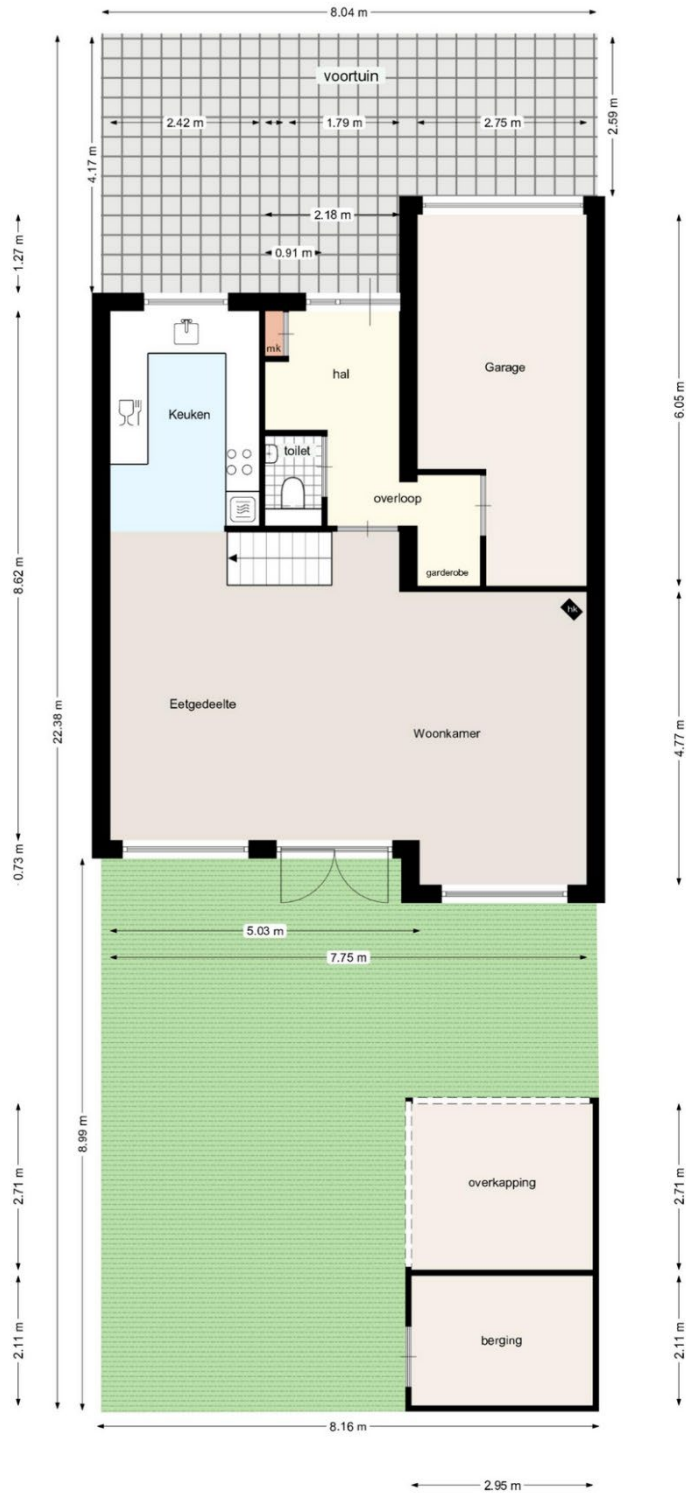 8.04 m
voortuin
2.42 m
1.79 m
2.75 m
2.59 m
4.17 m
2.18 m
1.27 m
0.91 m
mk
hal
Garage
Keuken
6.05 m
toilet
overloop
garderobe
8.62 m
hk
Eetgedeelte
Woonkamer
22.38 m
4.77 m
0.73 m
5.03 m
7.75 m
8.99 m
2.71 m
overkapping
2.71 m
2.11 m
berging
2.11 m
8.16 m
2.95 m